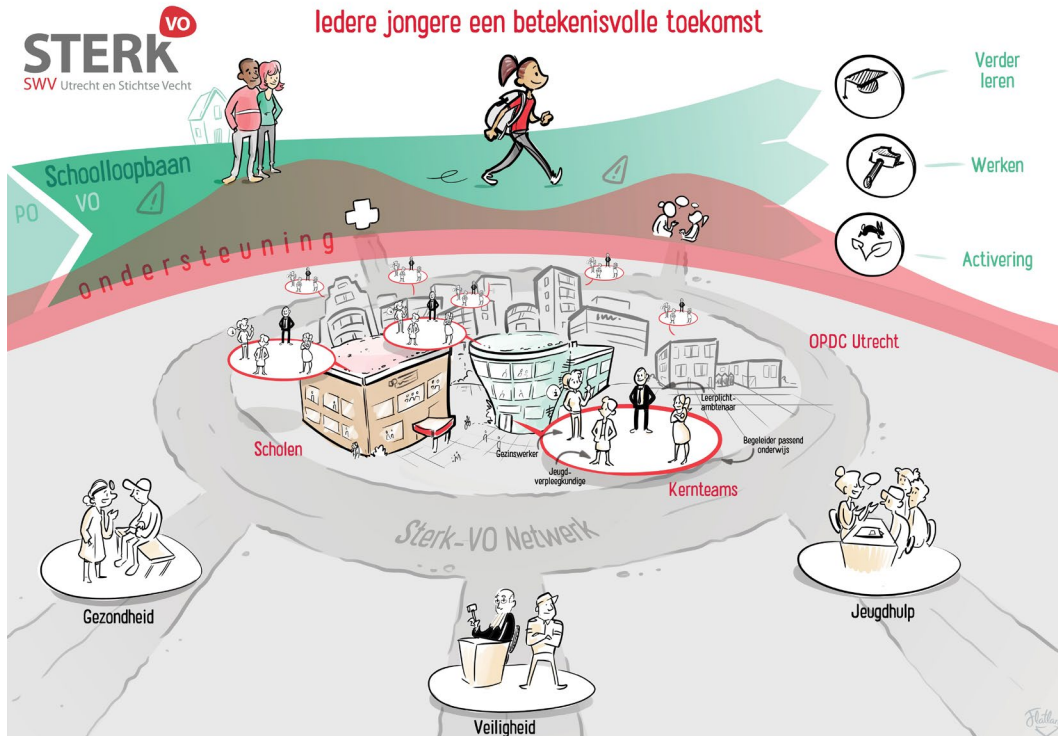 STERK VO
SWV Utrecht en Stichtse Vecht
Iedere jongere een betekenisvolle toekomst
Verder
leren
Werken
Activering
Schoolloopbaan
PO
VO
ondersteuning
OPDC Utrecht
Scholen
Leerplicht-
ambtenaar
Gezinswerker
Jeugd-
verpleegkundige
Begeleider passend
onderwijs
Kernteams
Sterk-VO Netwerk
Gezondheid
Veiligheid
Jeugdhulp